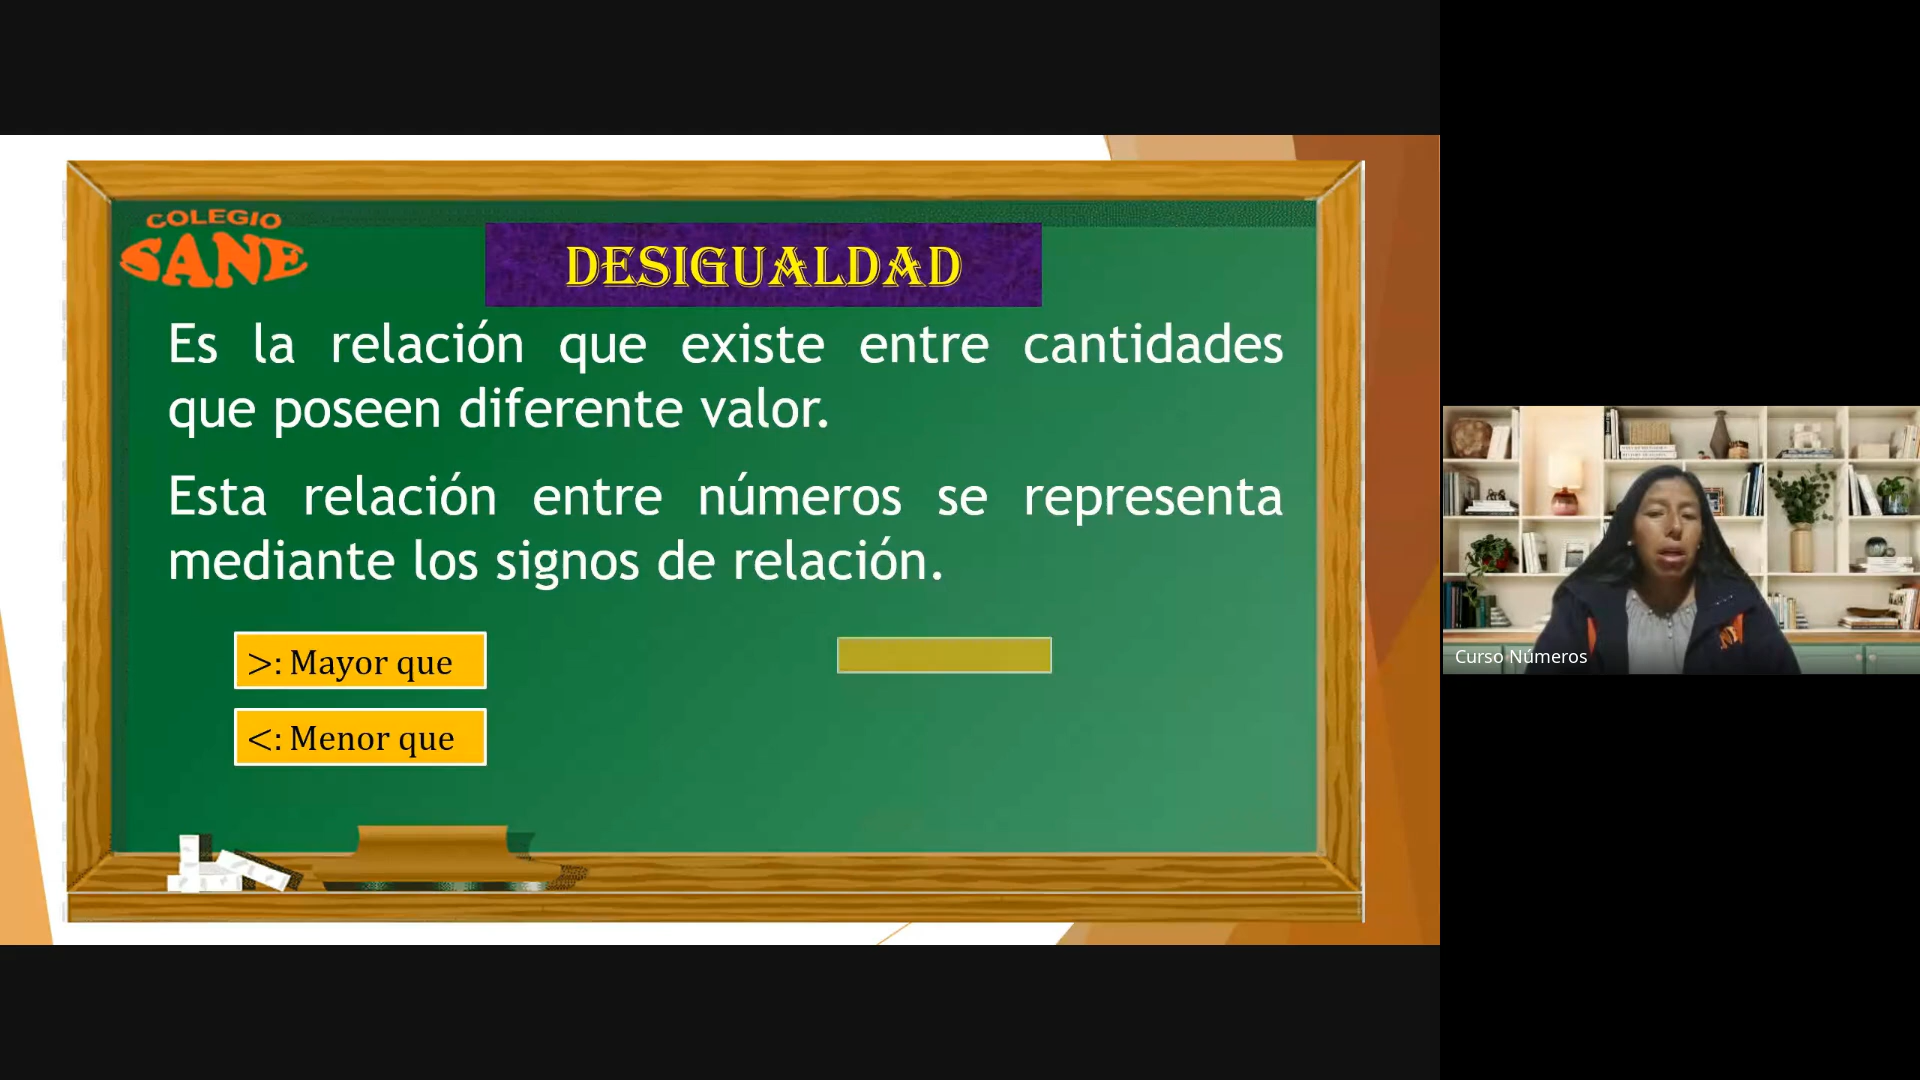 COLEGIO
SANE
DESIGUALDAD
Es la relación que existe entre cantidades
que poseen diferente valor.
Esta relación entre números se representa
mediante los signos de relación.
>: Mayor que
<: Menor que
Curso Números